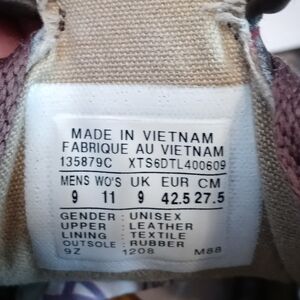 MADE IN VIETNAM
FABRIQUE AU VIETNAM
135879C XTS6DTL400609
MENS WO'S UK EUR CM
9 11 9 42.5 27.5
GENDER : UNISEX
UPPER : LEATHER
LINING : TEXTILE
OUTSOLE : RUBBER
9Z 1208 M88